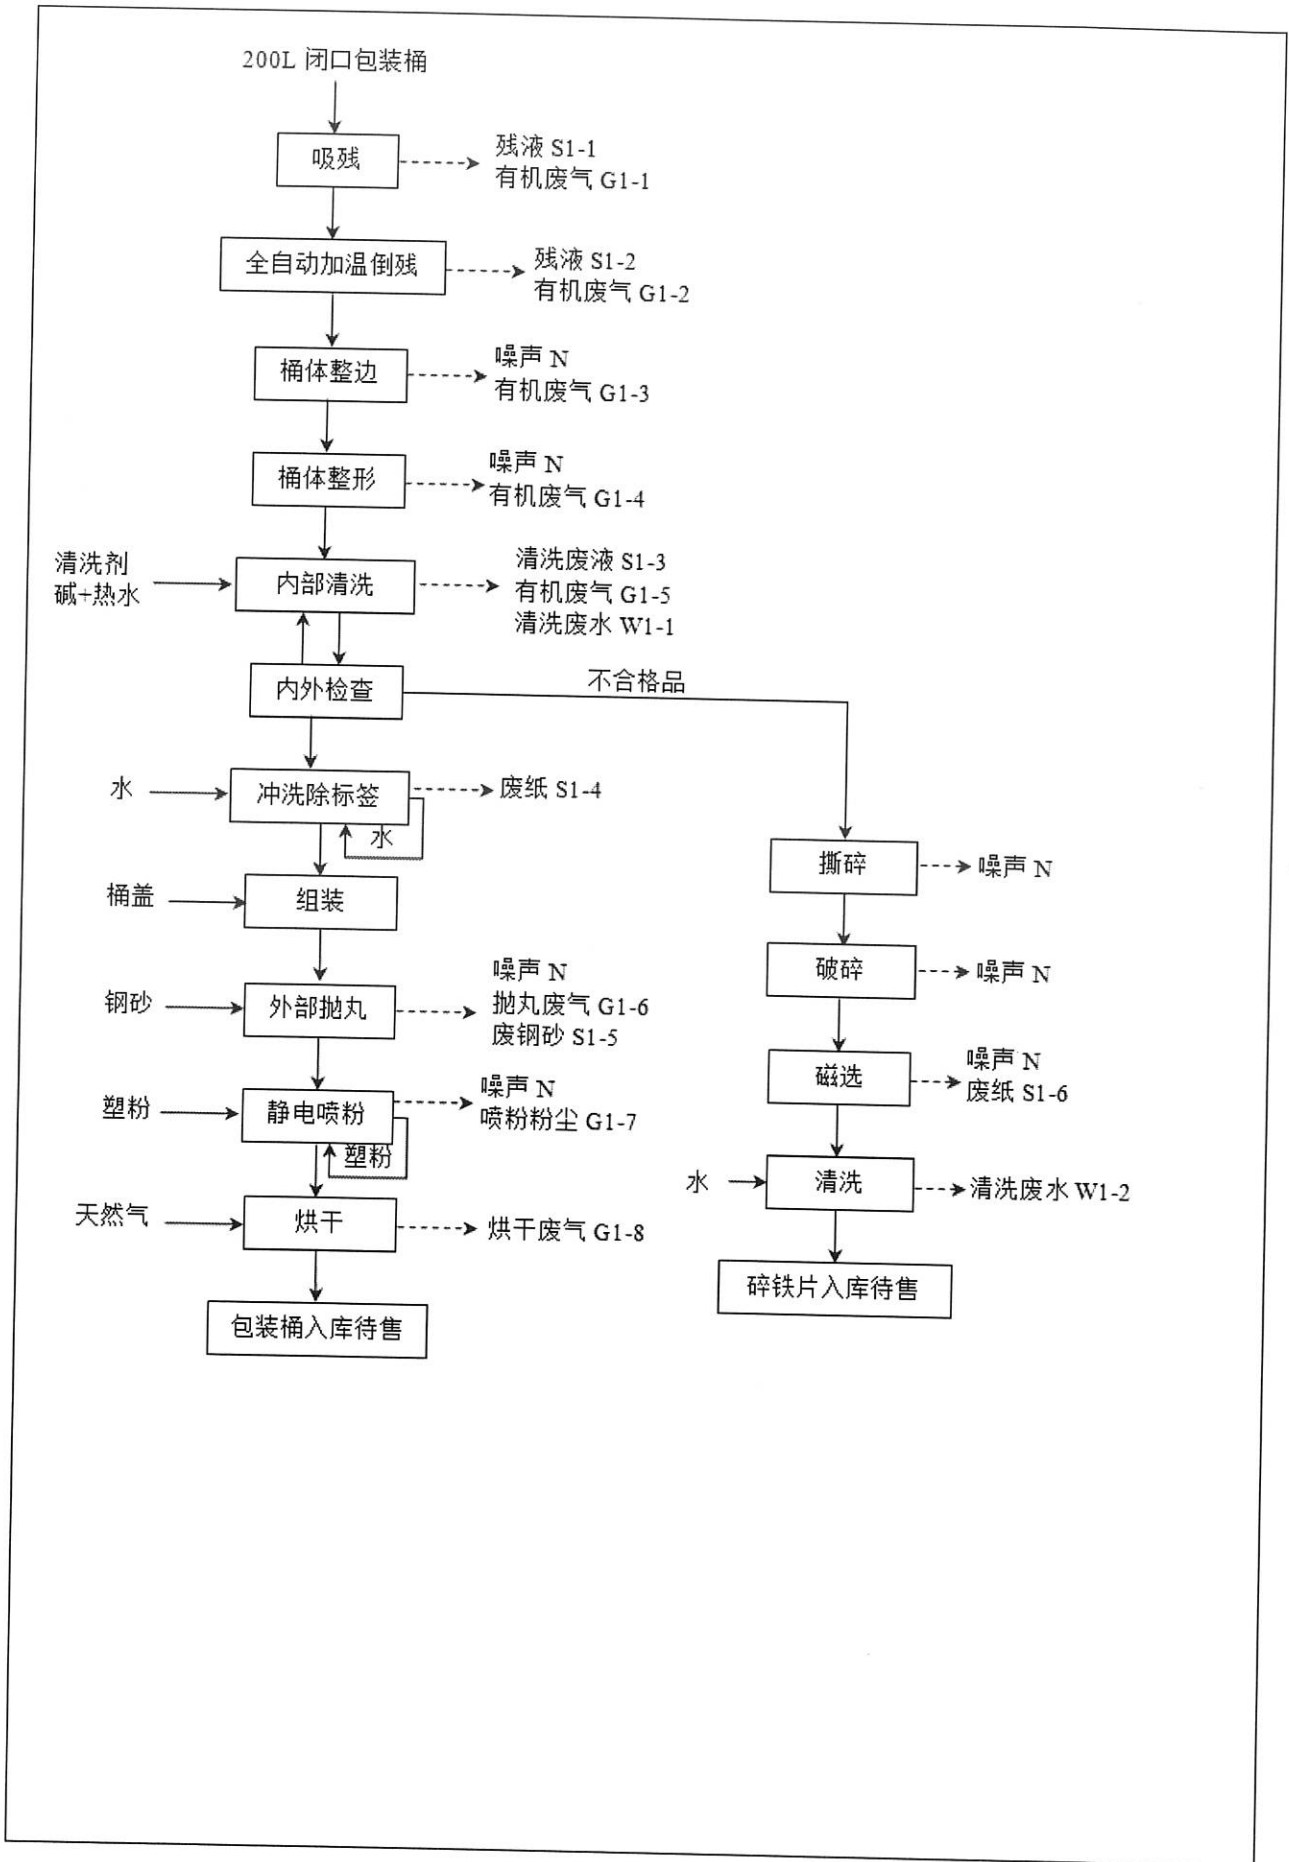 200L 闭口包装桶
吸残
残液 S1-1
有机废气 G1-1
全自动加温倒残
残液 S1-2
有机废气 G1-2
桶体整边
噪声 N
有机废气 G1-3
桶体整形
噪声 N
有机废气 G1-4
清洗剂
碱+热水
内部清洗
清洗废液 S1-3
有机废气 G1-5
清洗废水 W1-1
内外检查
不合格品
水
冲洗除标签
废纸 S1-4
水
桶盖
组装
钢砂
外部抛丸
噪声 N
抛丸废气 G1-6
废钢砂 S1-5
塑粉
静电喷粉
噪声 N
喷粉粉尘 G1-7
塑粉
天然气
烘干
烘干废气 G1-8
包装桶入库待售
撕碎
噪声 N
破碎
噪声 N
磁选
噪声 N
废纸 S1-6
水
清洗
清洗废水 W1-2
碎铁片入库待售